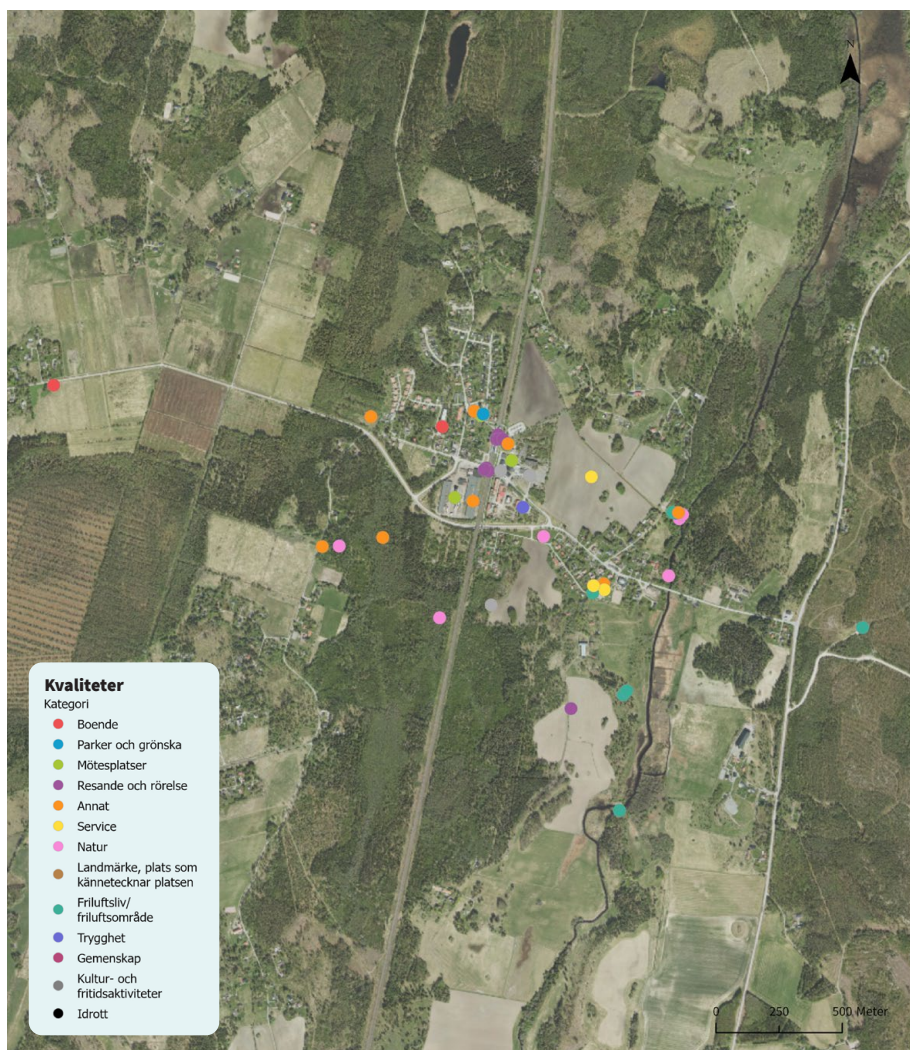 N
Kvaliteter
Kategori
Boende
Parker och grönska
Mötesplatser
Resande och rörelse
Annat
Service
Natur
Landmärke, plats som
kännetecknar platsen
Friluftsliv/
friluftsområde
Trygghet
Gemenskap
Kultur- och
fritidsaktiviteter
Idrott
0 250 500 Meter